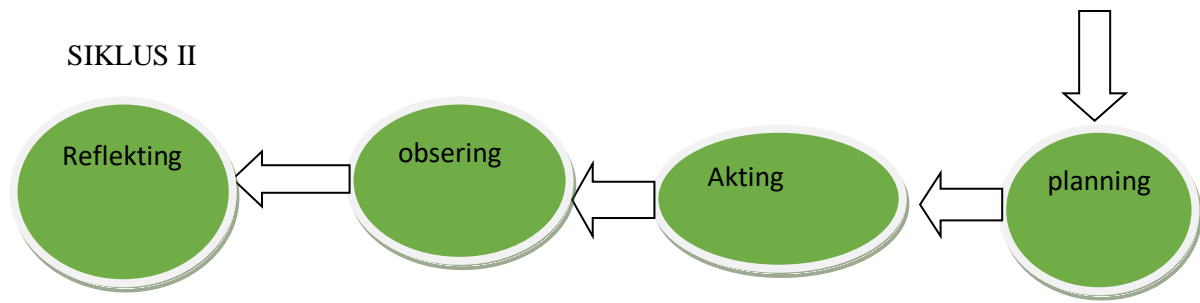 SIKLUS II
Reflekting
obsering
Akting
planning